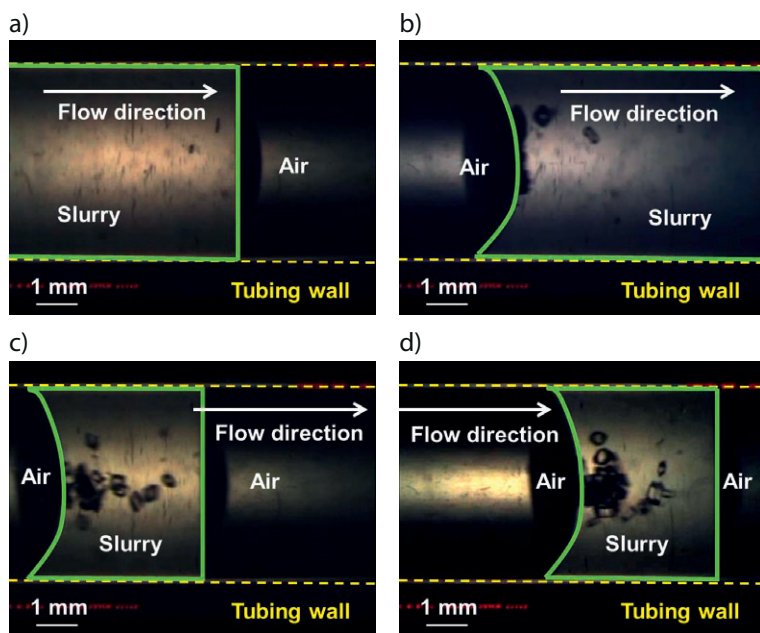 a)
Flow direction
Air
Slurry
1 mm
Tubing wall
b)
Flow direction
Air
Slurry
1 mm
Tubing wall
c)
Flow direction
Air
Air
Slurry
1 mm
Tubing wall
d)
Flow direction
Air
Air
Slurry
1 mm
Tubing wall